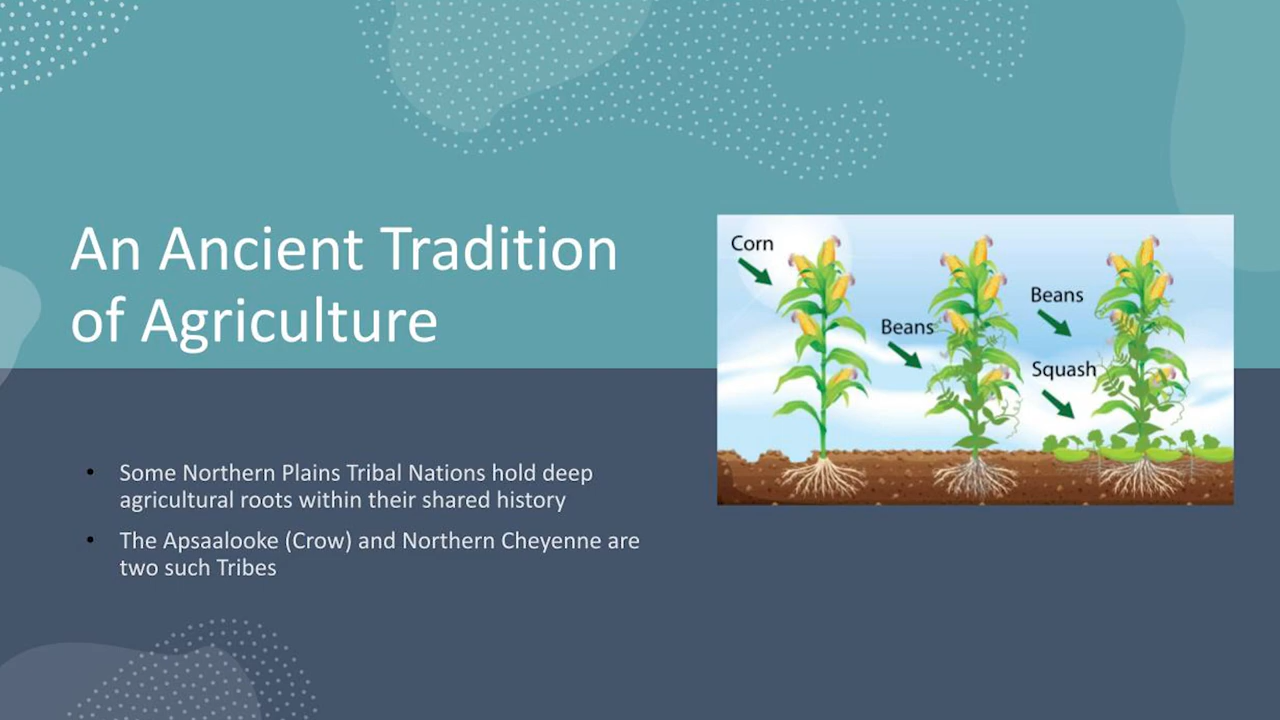 An Ancient Tradition
of Agriculture
• Some Northern Plains Tribal Nations hold deep
agricultural roots within their shared history
• The Apsaalooke (Crow) and Northern Cheyenne are
two such Tribes
Corn
Beans
Beans
Squash